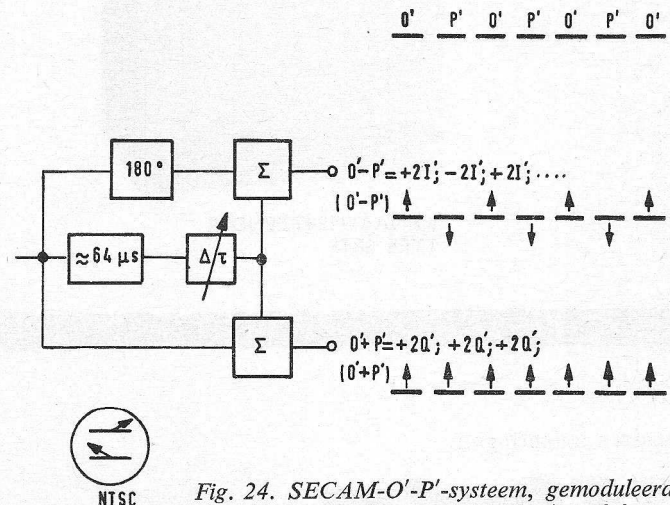 O' P' O' P' O' P' O'
180°
Σ
O'-P'=+2I'; -2I'; +2I'; ....
(O'-P')
≈64 µs
Δτ
Σ
O'+P'=+2Q'; +2Q'; +2Q';
(O'+P')
NTSC
Fig. 24. SECAM-O'-P'-systeem, gemoduleerd